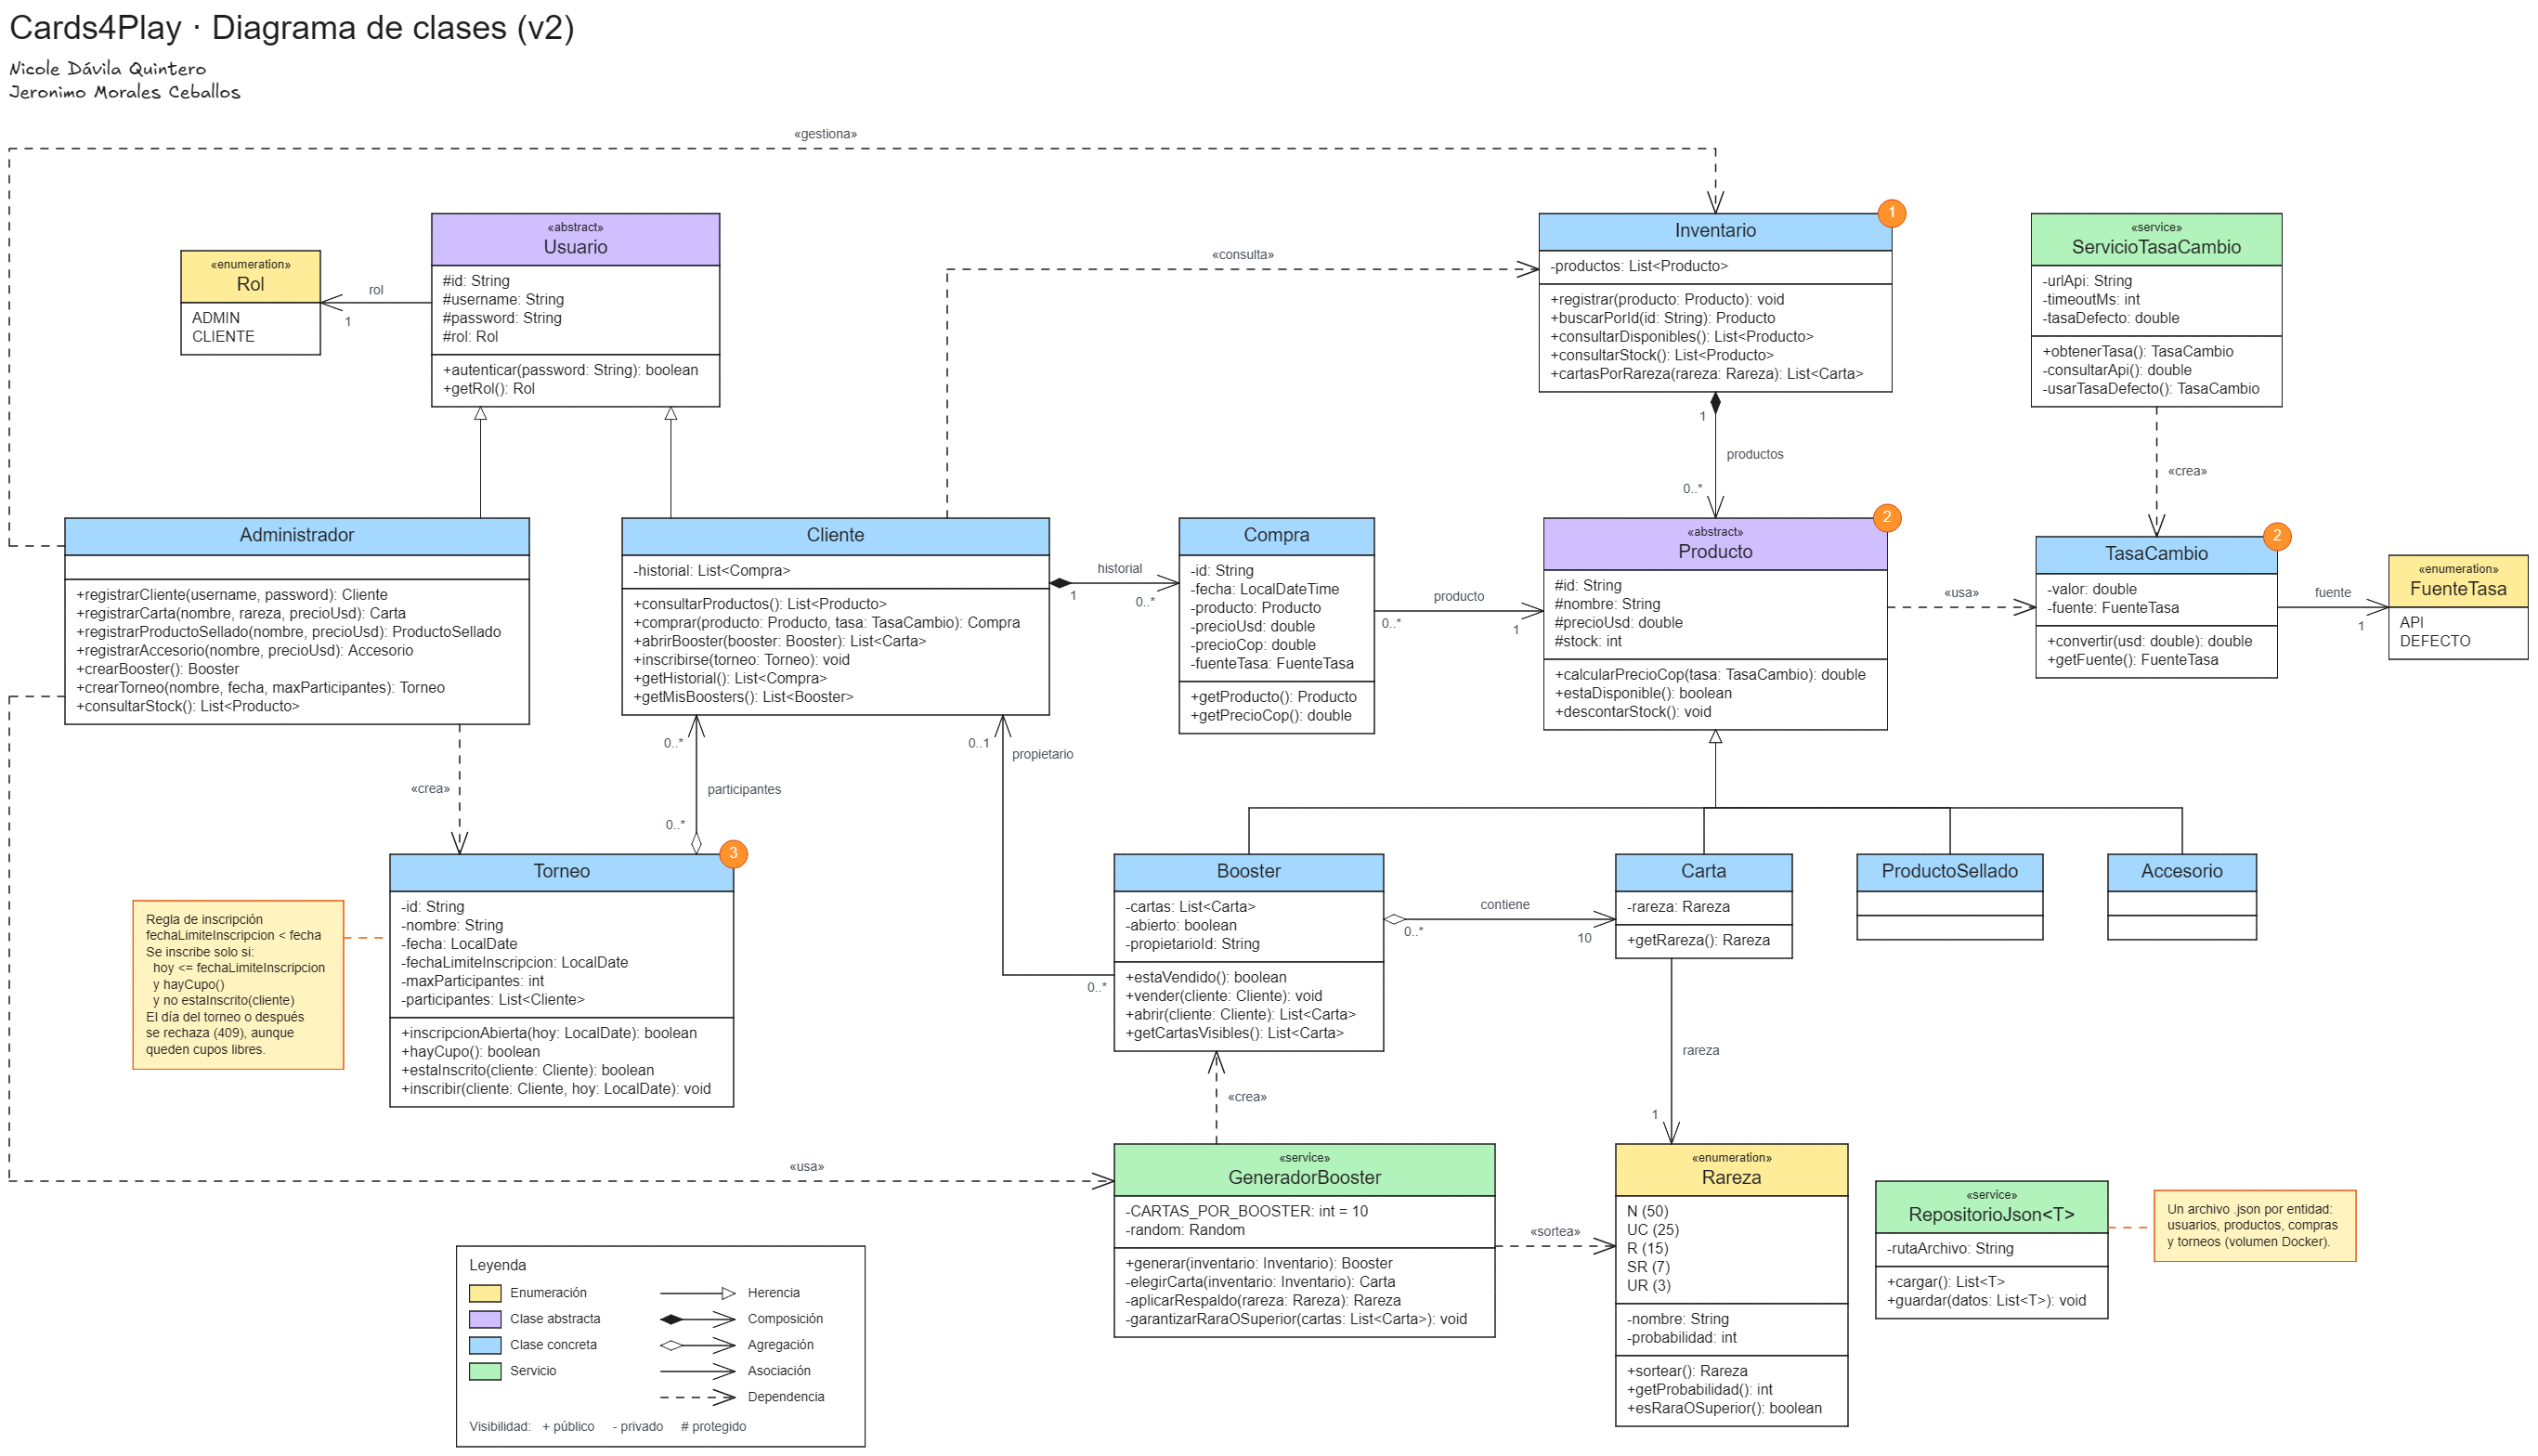 Cards4Play · Diagrama de clases (v2)
Nicole Dávila Quintero
Jeronimo Morales Ceballos
«gestiona»
«enumeration»
Rol
ADMIN
CLIENTE
rol
1
«abstract»
Usuario
#id: String
#username: String
#password: String
#rol: Rol
+autenticar(password: String): boolean
+getRol(): Rol
«consulta»
1
Inventario
-productos: List<Producto>
+registrar(producto: Producto): void
+buscarPorId(id: String): Producto
+consultarDisponibles(): List<Producto>
+consultarStock(): List<Producto>
+cartasPorRareza(rareza: Rareza): List<Carta>
1
productos
0..*
«service»
ServicioTasaCambio
-urlApi: String
-timeoutMs: int
-tasaDefecto: double
+obtenerTasa(): TasaCambio
-consultarApi(): double
-usarTasaDefecto(): TasaCambio
«crea»
Administrador
+registrarCliente(username, password): Cliente
+registrarCarta(nombre, rareza, precioUsd): Carta
+registrarProductoSellado(nombre, precioUsd): ProductoSellado
+registrarAccesorio(nombre, precioUsd): Accesorio
+crearBooster(): Booster
+crearTorneo(nombre, fecha, maxParticipantes): Torneo
+consultarStock(): List<Producto>
Cliente
-historial: List<Compra>
+consultarProductos(): List<Producto>
+comprar(producto: Producto, tasa: TasaCambio): Compra
+abrirBooster(booster: Booster): List<Carta>
+inscribirse(torneo: Torneo): void
+getHistorial(): List<Compra>
+getMisBoosters(): List<Booster>
historial
1
0..*
Compra
-id: String
-fecha: LocalDateTime
-producto: Producto
-precioUsd: double
-precioCop: double
-fuenteTasa: FuenteTasa
+getProducto(): Producto
+getPrecioCop(): double
producto
0..*
1
2
«abstract»
Producto
#id: String
#nombre: String
#precioUsd: double
#stock: int
+calcularPrecioCop(tasa: TasaCambio): double
+estaDisponible(): boolean
+descontarStock(): void
«usa»
2
TasaCambio
-valor: double
-fuente: FuenteTasa
+convertir(usd: double): double
+getFuente(): FuenteTasa
fuente
1
«enumeration»
FuenteTasa
API
DEFECTO
«crea»
0..*
participantes
0..*
0..1
propietario
0..*
Regla de inscripción
fechaLimiteInscripcion < fecha
Se inscribe solo si:
hoy <= fechaLimiteInscripcion
y hayCupo()
y no estaInscrito(cliente)
El día del torneo o después
se rechaza (409), aunque
queden cupos libres.
3
Torneo
-id: String
-nombre: String
-fecha: LocalDate
-fechaLimiteInscripcion: LocalDate
-maxParticipantes: int
-participantes: List<Cliente>
+inscripcionAbierta(hoy: LocalDate): boolean
+hayCupo(): boolean
+estaInscrito(cliente: Cliente): boolean
+inscribir(cliente: Cliente, hoy: LocalDate): void
Booster
-cartas: List<Carta>
-abierto: boolean
-propietarioId: String
+estaVendido(): boolean
+vender(cliente: Cliente): void
+abrir(cliente: Cliente): List<Carta>
+getCartasVisibles(): List<Carta>
contiene
0..*
10
Carta
-rareza: Rareza
+getRareza(): Rareza
ProductoSellado
Accesorio
rareza
1
«crea»
«usa»
«service»
GeneradorBooster
-CARTAS_POR_BOOSTER: int = 10
-random: Random
+generar(inventario: Inventario): Booster
-elegirCarta(inventario: Inventario): Carta
-aplicarRespaldo(rareza: Rareza): Rareza
-garantizarRaraOSuperior(cartas: List<Carta>): void
«sortea»
«enumeration»
Rareza
N (50)
UC (25)
R (15)
SR (7)
UR (3)
-nombre: String
-probabilidad: int
+sortear(): Rareza
+getProbabilidad(): int
+esRaraOSuperior(): boolean
«service»
RepositorioJson<T>
-rutaArchivo: String
+cargar(): List<T>
+guardar(datos: List<T>): void
Un archivo .json por entidad:
usuarios, productos, compras
y torneos (volumen Docker).
Leyenda
Enumeración
Herencia
Clase abstracta
Composición
Clase concreta
Agregación
Servicio
Asociación
Dependencia
Visibilidad: + público - privado # protegido